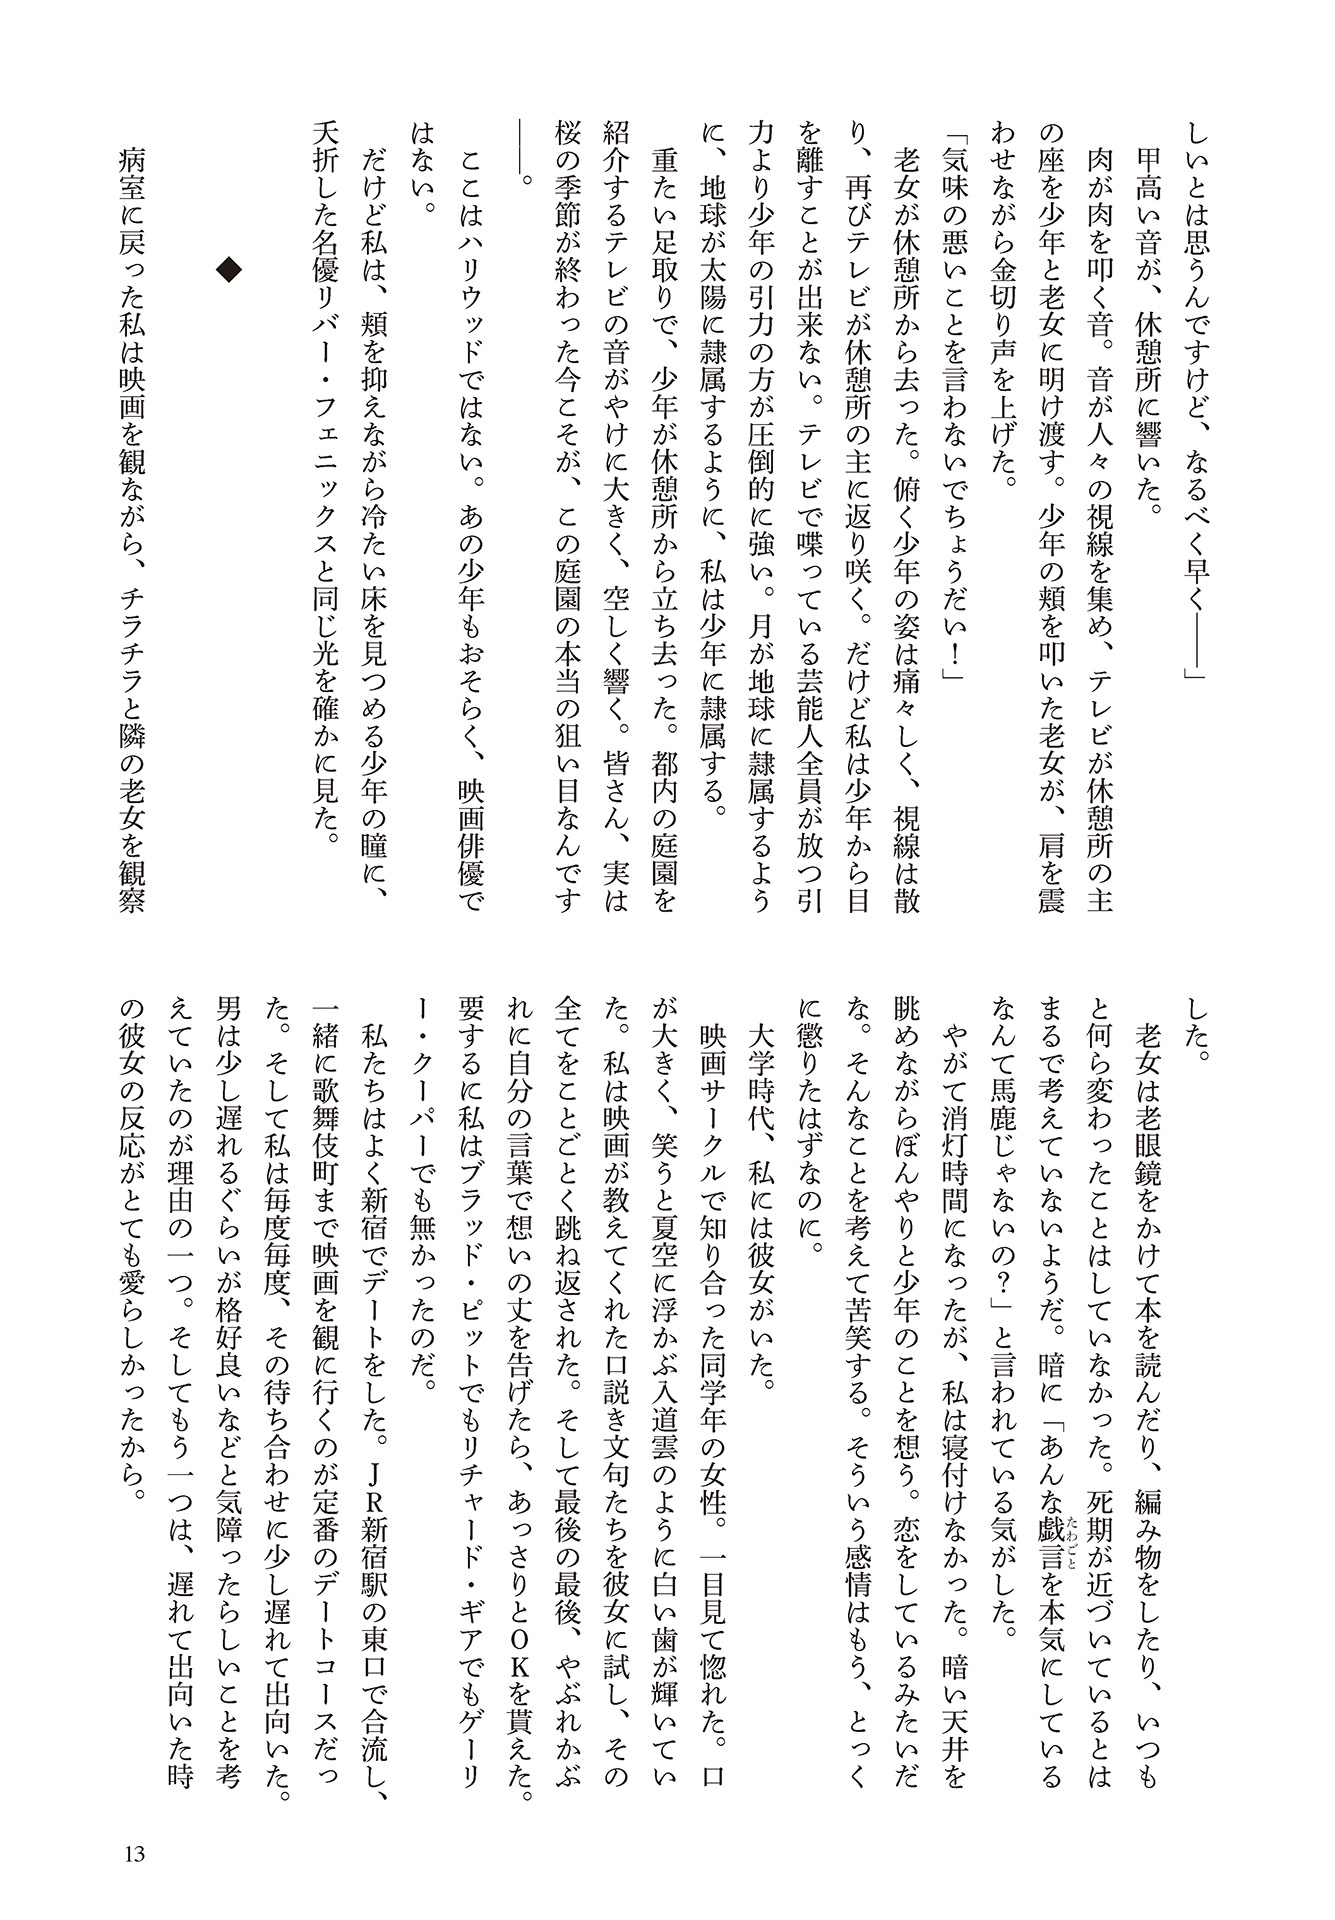 しいとは思うんですけど、なるべく早く――」
甲高い音が、休憩所に響いた。
肉が肉を叩く音。音が人々の視線を集め、テレビが休憩所の主
の座を少年と老女に明け渡す。少年の頬を叩いた老女が、肩を震
わせながら金切り声を上げた。
「気味の悪いことを言わないでちょうだい！」
老女が休憩所から去った。俯く少年の姿は痛々しく、視線は散
り、再びテレビが休憩所の主に返り咲く。だけど私は少年から目
を離すことが出来ない。テレビで喋っている芸能人全員が放つ引
力より少年の引力の方が圧倒的に強い。月が地球に隷属するよう
に、地球が太陽に隷属するように、私は少年に隷属する。
重たい足取りで、少年が休憩所から立ち去った。都内の庭園を
紹介するテレビの音がやけに大きく、空しく響く。皆さん、実は
桜の季節が終わった今こそが、この庭園の本当の狙い目なんです
――。
ここはハリウッドではない。あの少年もおそらく、映画俳優で
はない。
だけど私は、頬を抑えながら冷たい床を見つめる少年の瞳に、
夭折した名優リバー・フェニックスと同じ光を確かに見た。
◆
病室に戻った私は映画を観ながら、チラチラと隣の老女を観察
した。
老女は老眼鏡をかけて本を読んだり、編み物をしたり、いつも
と何ら変わったことはしていなかった。死期が近づいているとは
まるで考えていないようだ。暗に「あんな戯言たわごとを本気にしている
なんて馬鹿じゃないの？」と言われている気がした。
やがて消灯時間になったが、私は寝付けなかった。暗い天井を
眺めながらぼんやりと少年のことを想う。恋をしているみたいだ
な。そんなことを考えて苦笑する。そういう感情はもう、とっく
に懲りたはずなのに。
大学時代、私には彼女がいた。
映画サークルで知り合った同学年の女性。一目見て惚れた。口
が大きく、笑うと夏空に浮かぶ入道雲のように白い歯が輝いてい
た。私は映画が教えてくれた口説き文句たちを彼女に試し、その
全てをことごとく跳ね返された。そして最後の最後、やぶれかぶ
れに自分の言葉で想いの丈を告げたら、あっさりとOKを貰えた。
要するに私はブラッド・ピットでもリチャード・ギアでもゲーリ
ー・クーパーでも無かったのだ。
私たちはよく新宿でデートをした。JR新宿駅の東口で合流し、
一緒に歌舞伎町まで映画を観に行くのが定番のデートコースだっ
た。そして私は毎度毎度、その待ち合わせに少し遅れて出向いた。
男は少し遅れるぐらいが格好良いなどと気障ったらしいことを考
えていたのが理由の一つ。そしてもう一つは、遅れて出向いた時
の彼女の反応がとても愛らしかったから。
13